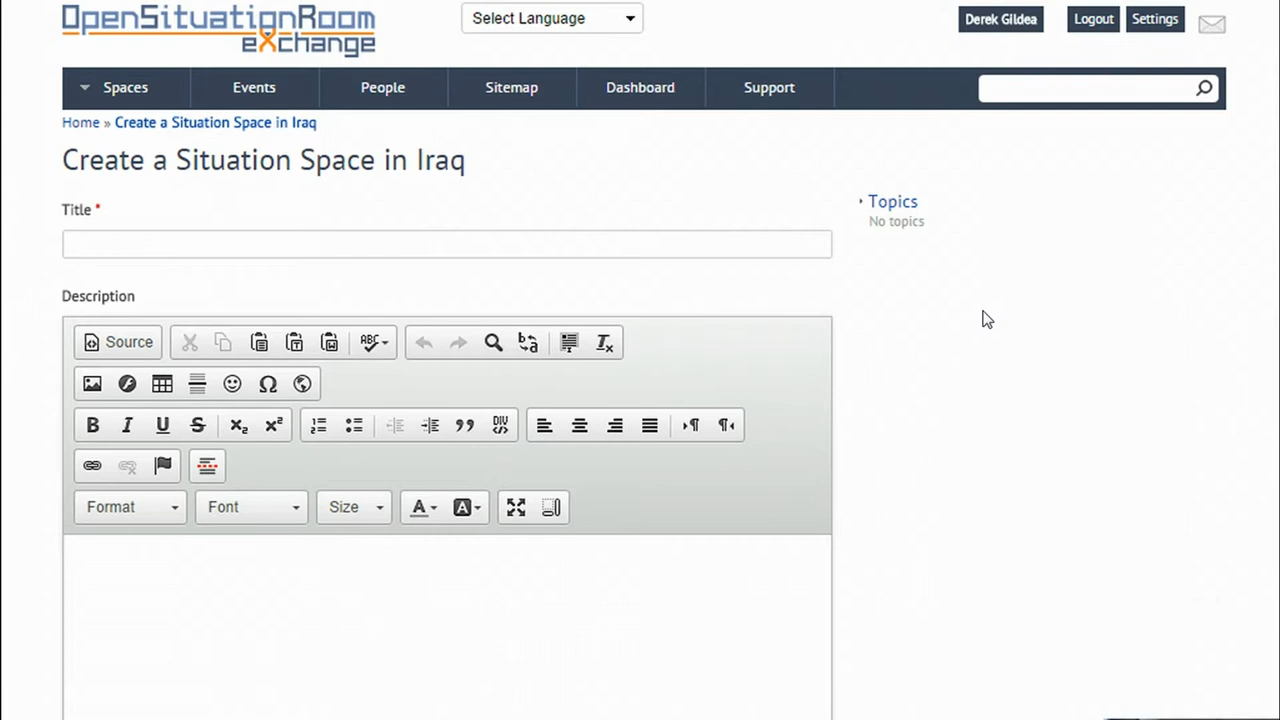 OpenSituationRoom
eXchange
Select Language
Derek Gildea
Logout
Settings
Spaces
Events
People
Sitemap
Dashboard
Support
Home » Create a Situation Space in Iraq
Create a Situation Space in Iraq
Title *
Topics
No topics
Description
Source
ABC
Format
Font
Size